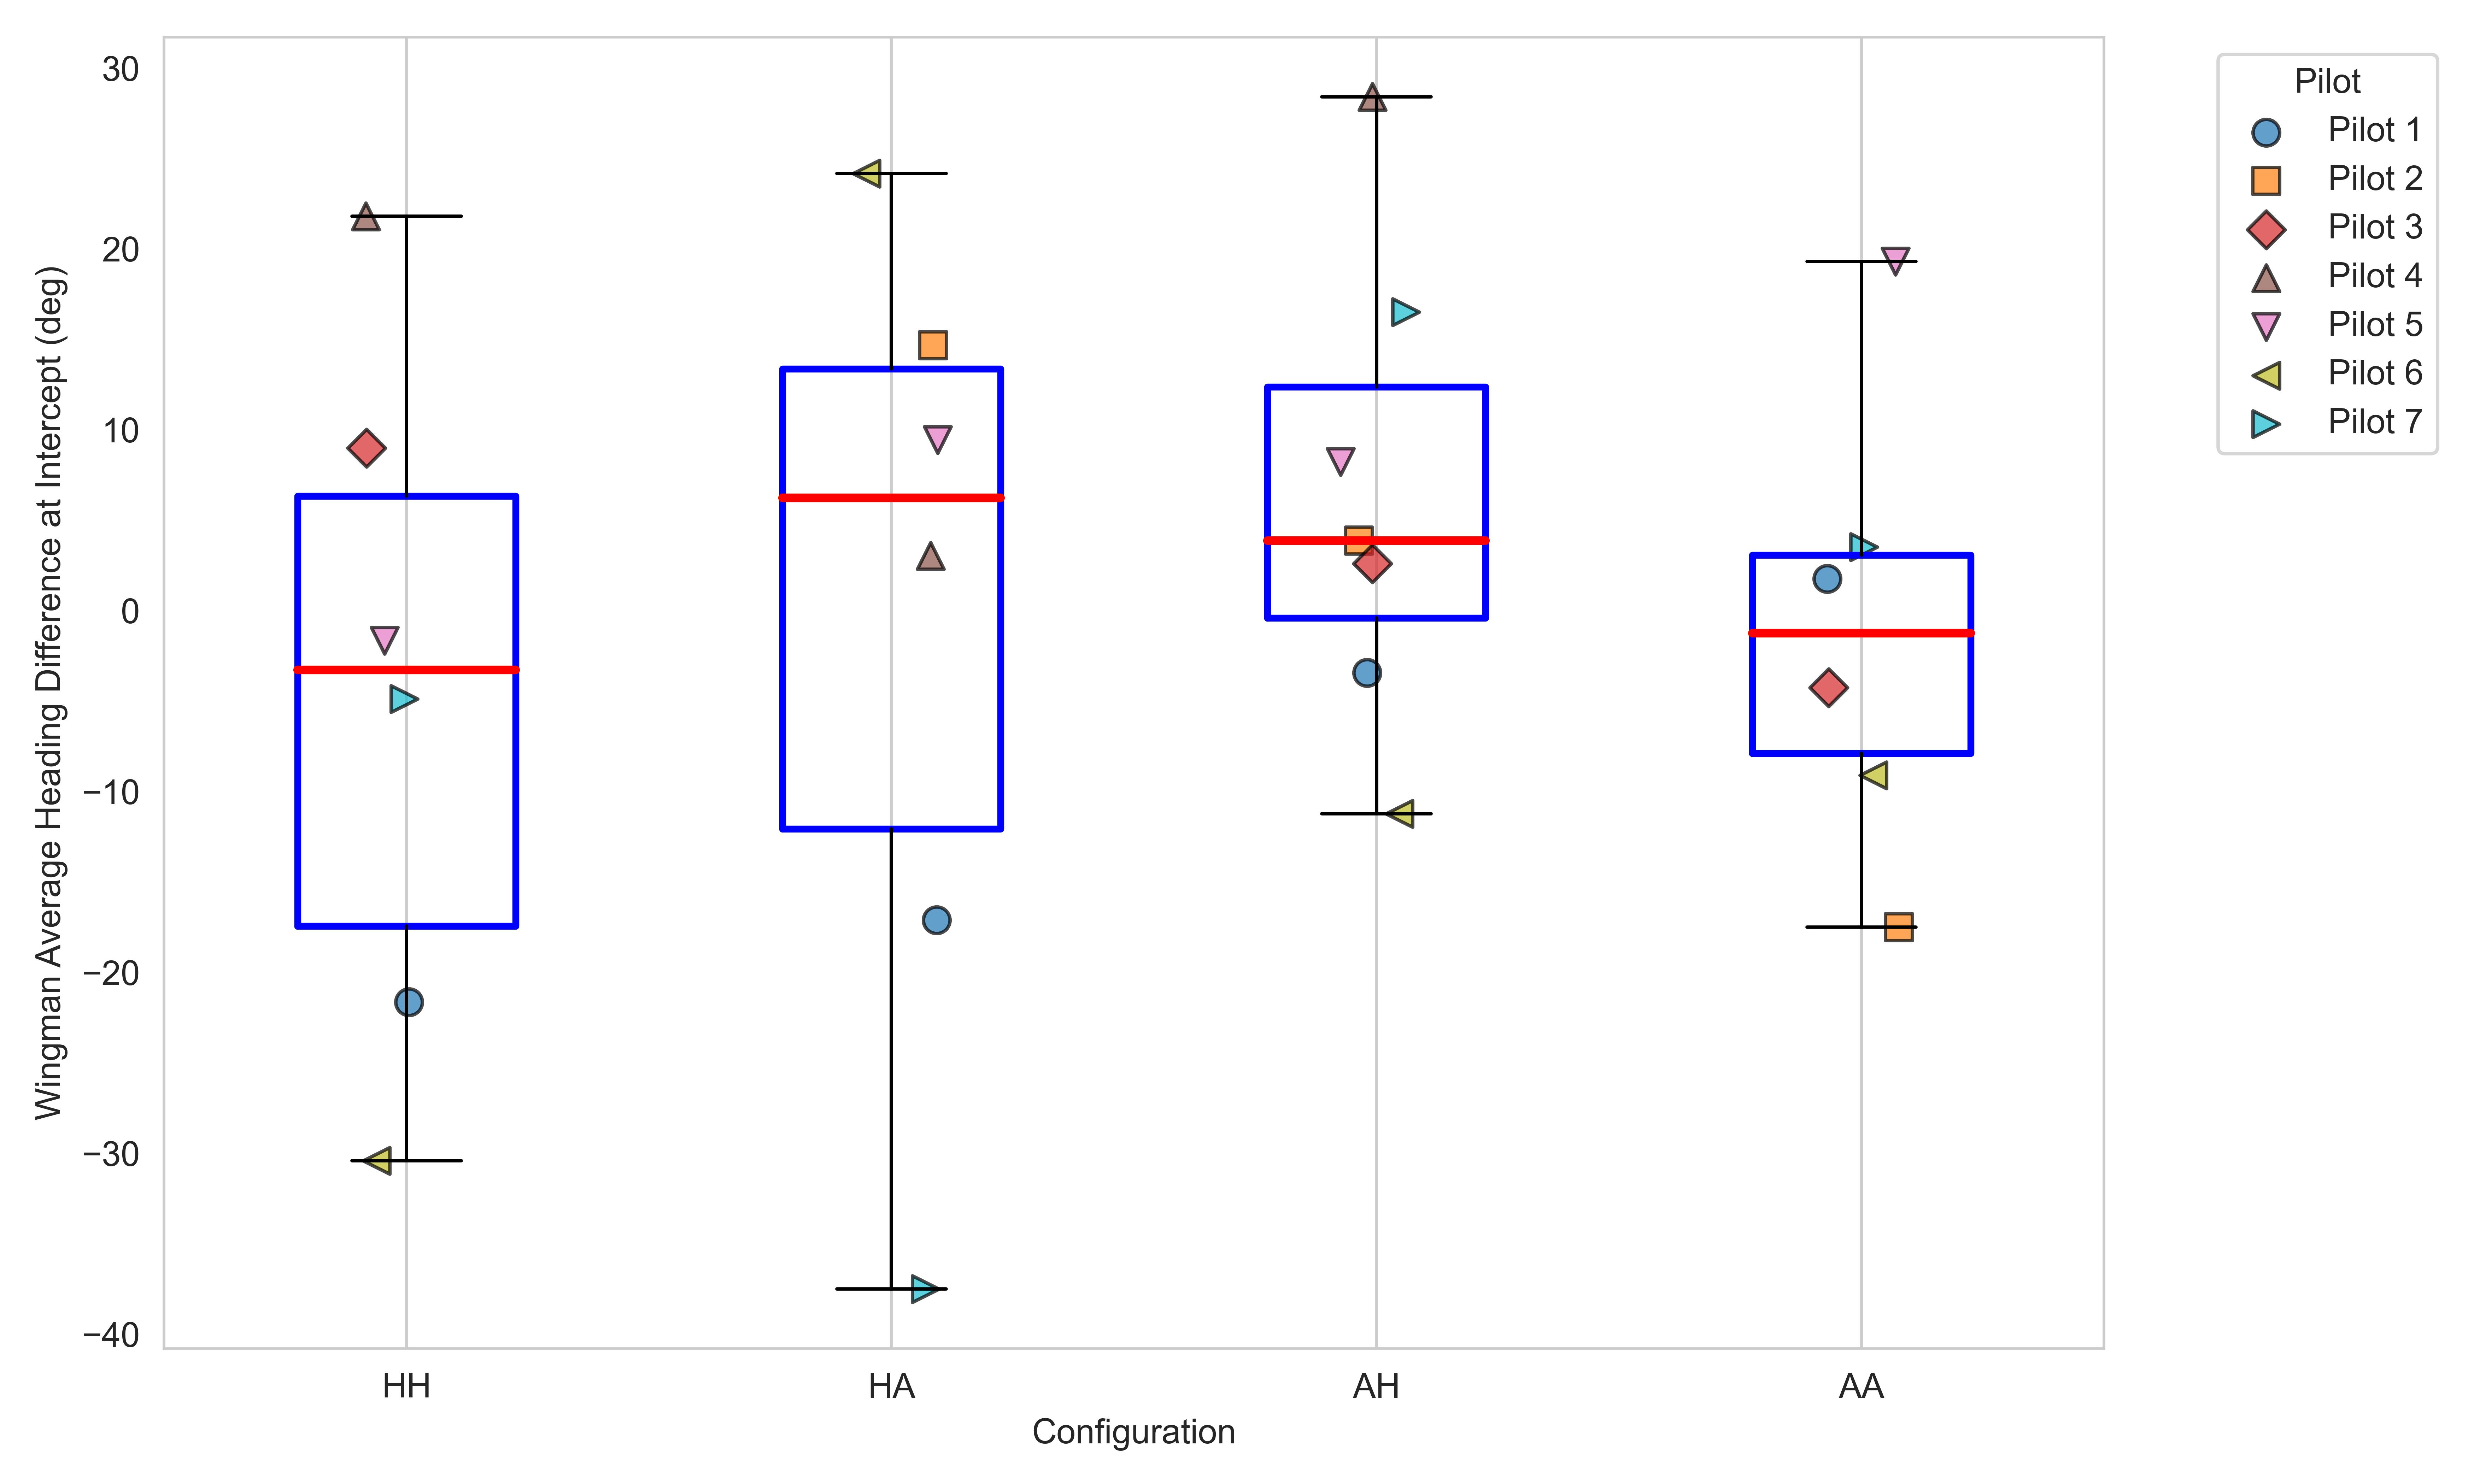 Wingman Average Heading Difference at Intercept (deg)
30
20
10
0
−10
−20
−30
−40
HH
HA
AH
AA
Configuration
Pilot
Pilot 1
Pilot 2
Pilot 3
Pilot 4
Pilot 5
Pilot 6
Pilot 7